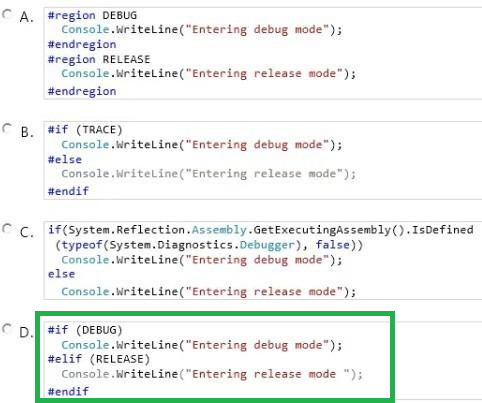 A. #region DEBUG
Console.WriteLine("Entering debug mode");
#endregion
#region RELEASE
Console.WriteLine("Entering release mode");
#endregion
B. #if (TRACE)
Console.WriteLine("Entering debug mode");
#else
Console.WriteLine("Entering release mode");
#endif
C. if(System.Reflection.Assembly.GetExecutingAssembly().IsDefined
(typeof(System.Diagnostics.Debugger), false))
Console.WriteLine("Entering debug mode");
else
Console.WriteLine("Entering release mode");
D. #if (DEBUG)
Console.WriteLine("Entering debug mode");
#elif (RELEASE)
Console.WriteLine("Entering release mode ");
#endif